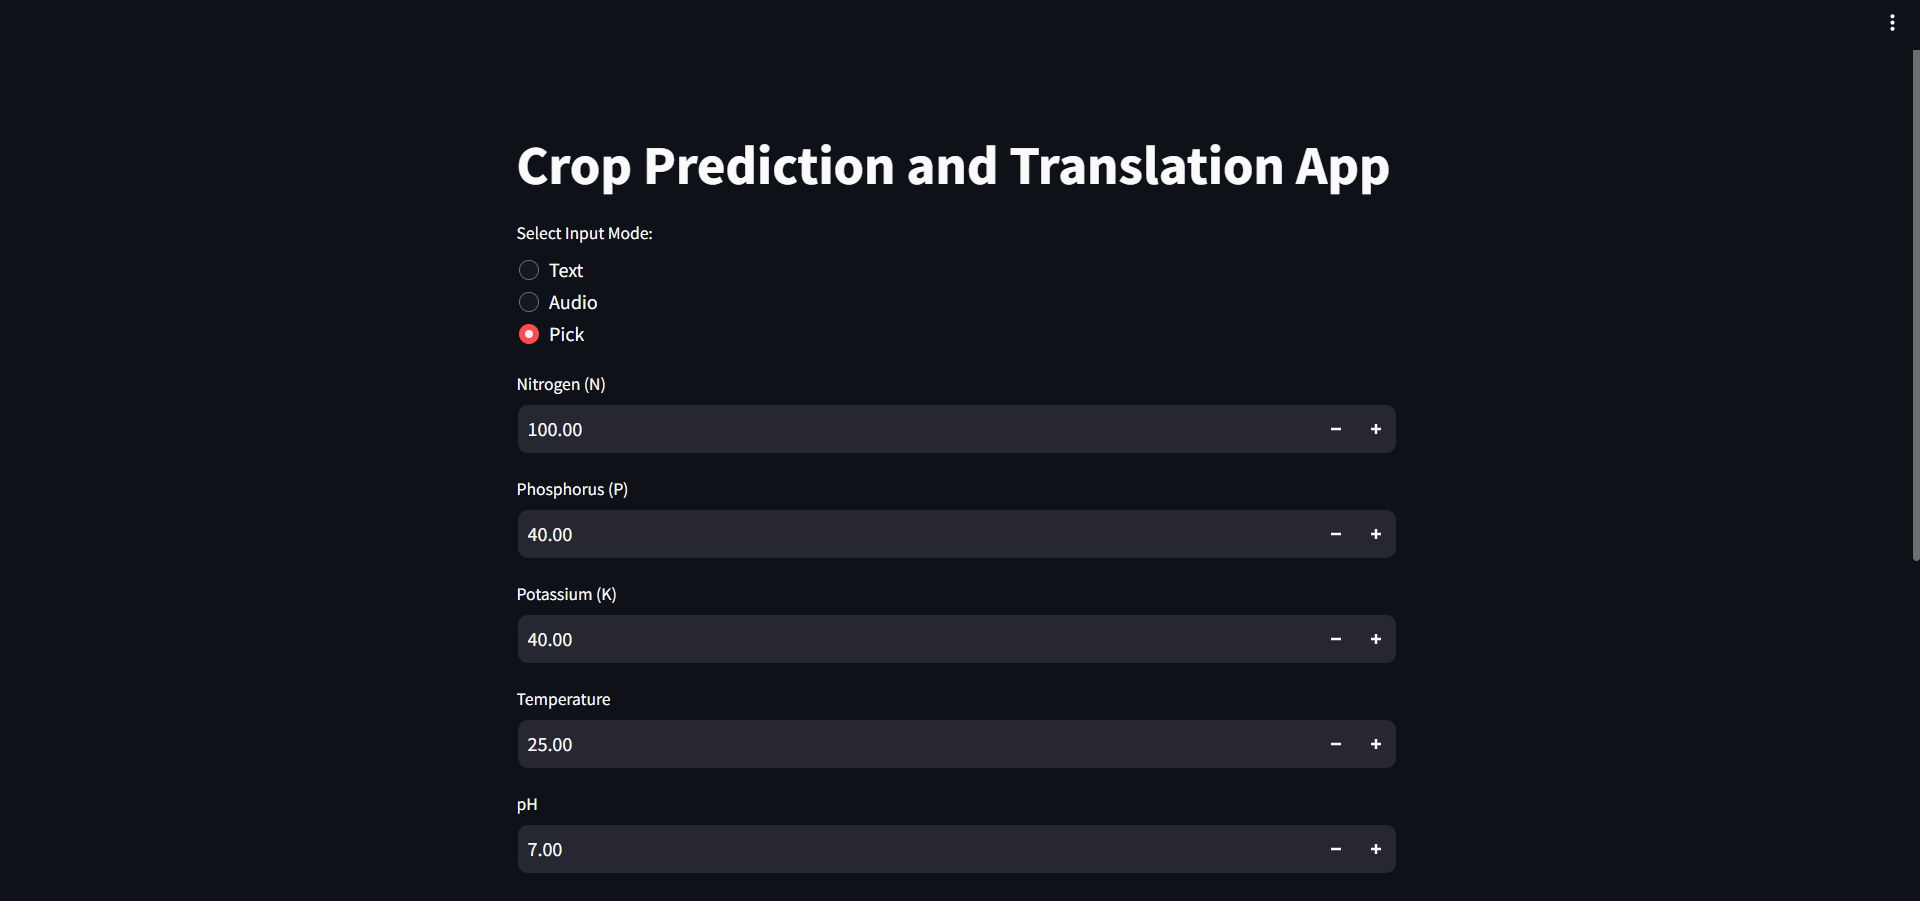 Crop Prediction and Translation App
Select Input Mode:
Text
Audio
Pick
Nitrogen (N)
100.00
Phosphorus (P)
40.00
Potassium (K)
40.00
Temperature
25.00
pH
7.00